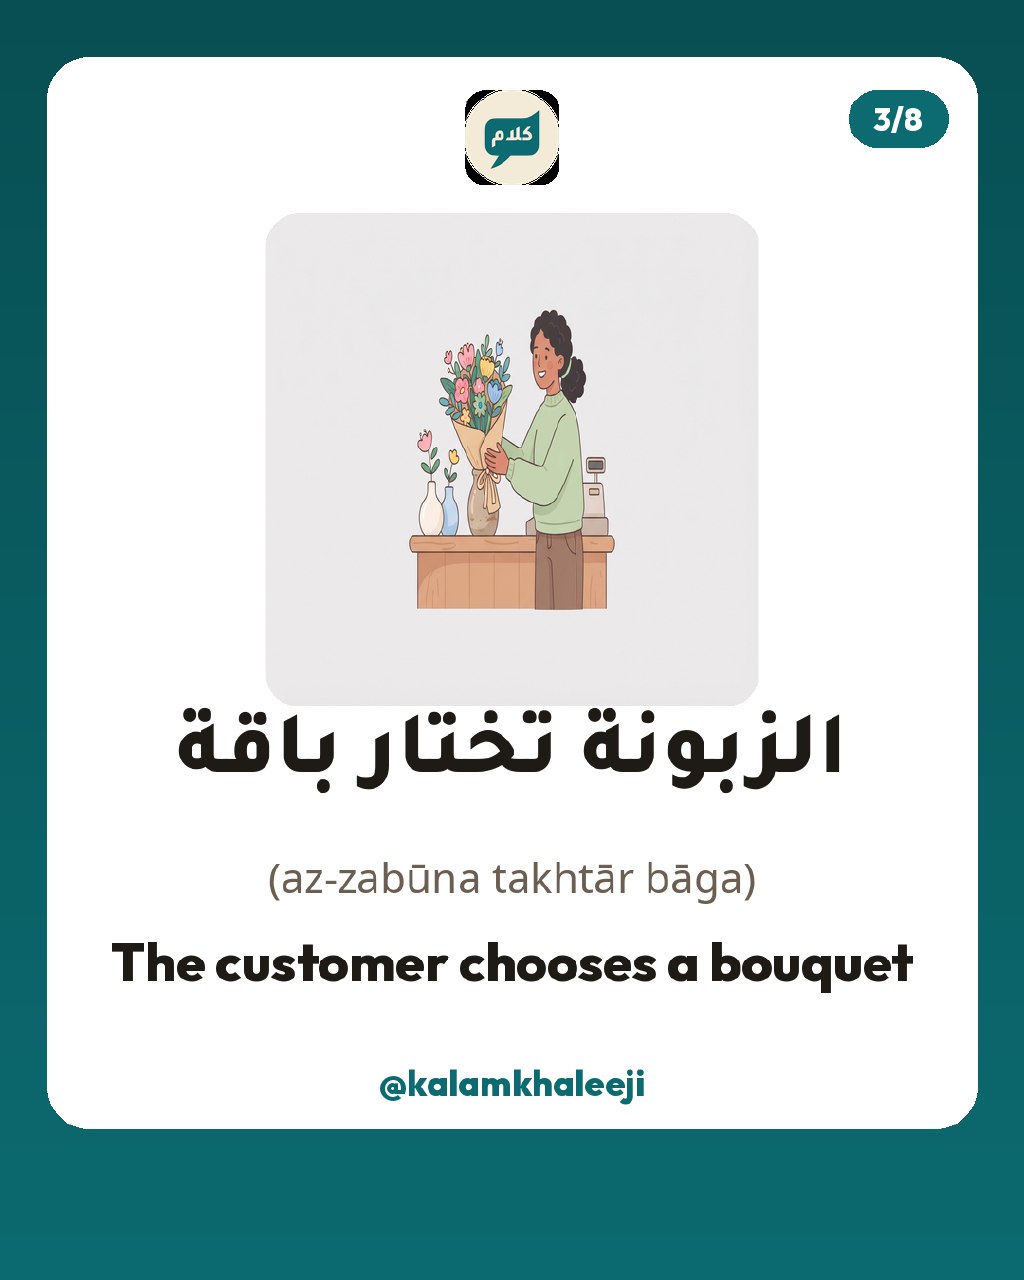 كلام
3/8
الزبونة تختار باقة
(az-zabūna takhtār bāga)
The customer chooses a bouquet
@kalamkhaleeji